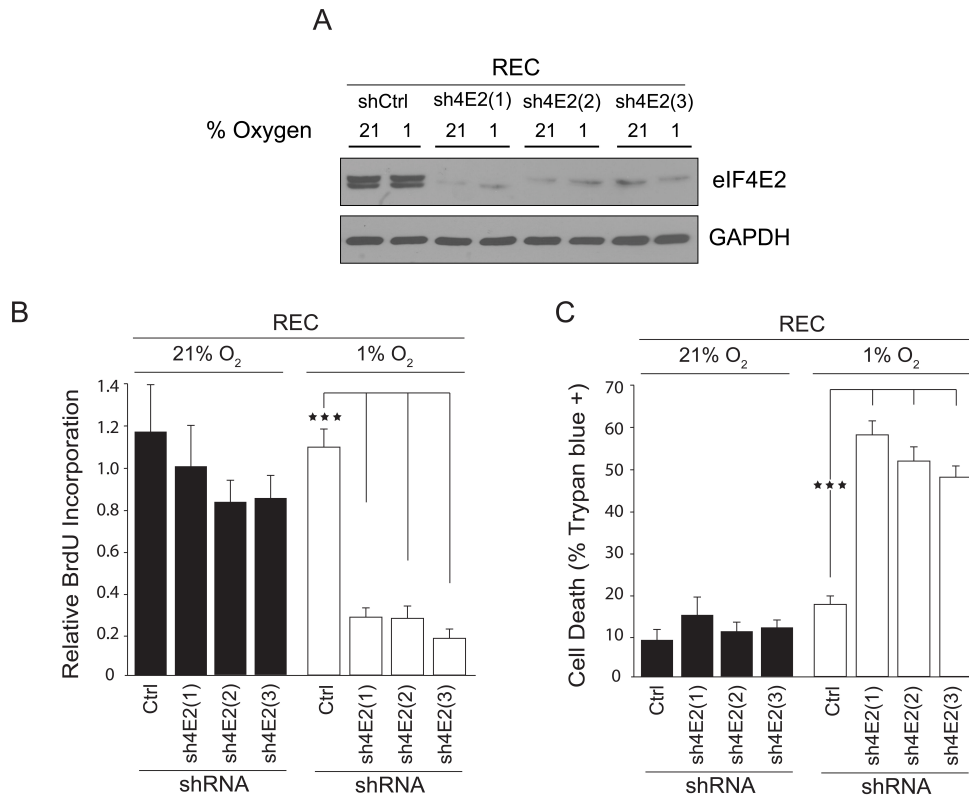 A
REC
shCtrl sh4E2(1) sh4E2(2) sh4E2(3)
% Oxygen 21 1 21 1 21 1 21 1
eIF4E2
GAPDH
B
REC
21% O2 1% O2
Relative BrdU Incorporation
1.4
1.2
1.0
0.8
0.6
0.4
0.2
0
★★★
Ctrl sh4E2(1) sh4E2(2) sh4E2(3) Ctrl sh4E2(1) sh4E2(2) sh4E2(3)
shRNA shRNA
C
REC
21% O2 1% O2
Cell Death (% Trypan blue +)
70
60
50
40
30
20
10
0
★★★
Ctrl sh4E2(1) sh4E2(2) sh4E2(3) Ctrl sh4E2(1) sh4E2(2) sh4E2(3)
shRNA shRNA